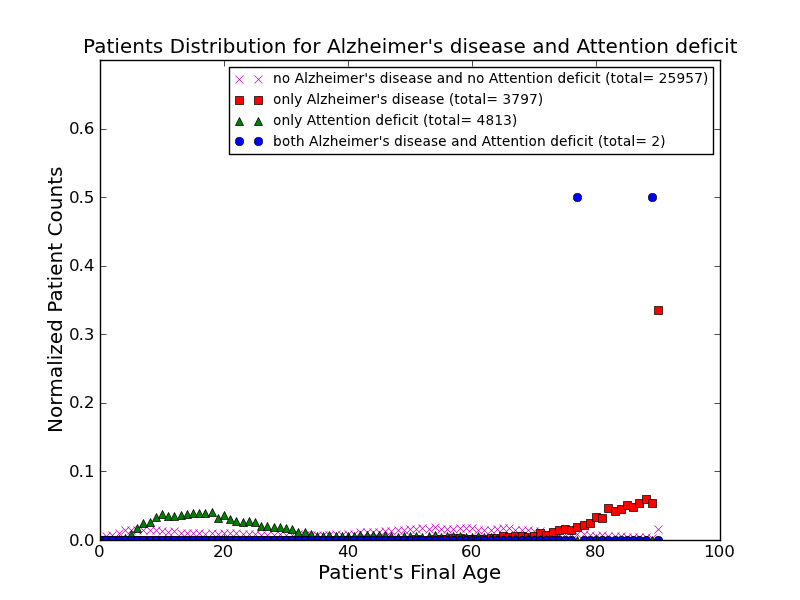 Patients Distribution for Alzheimer's disease and Attention deficit
no Alzheimer's disease and no Attention deficit (total= 25957)
only Alzheimer's disease (total= 3797)
only Attention deficit (total= 4813)
both Alzheimer's disease and Attention deficit (total= 2)
Normalized Patient Counts
0.6
0.5
0.4
0.3
0.2
0.1
0.0
0 20 40 60 80 100
Patient's Final Age